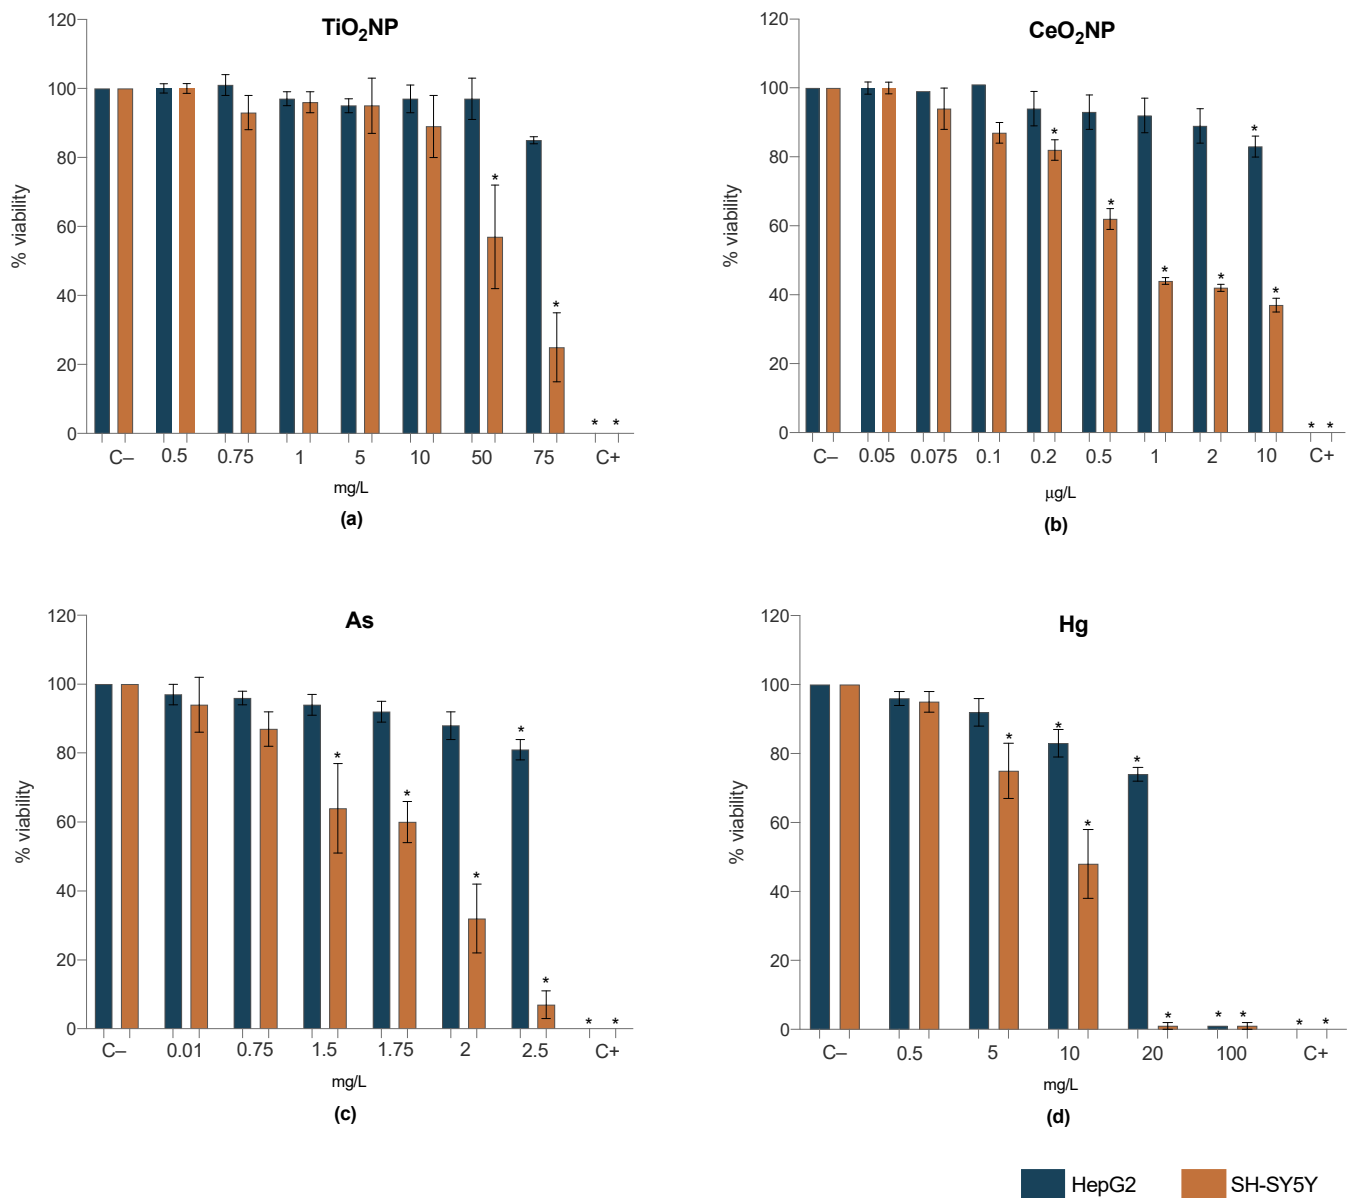 TiO₂NP
120
100
80
60
40
20
0
% viability
* *
* *
C– 0.5 0.75 1 5 10 50 75 C+
mg/L
(a)
CeO₂NP
120
100
80
60
40
20
0
% viability
* * * * * *
* *
C– 0.05 0.075 0.1 0.2 0.5 1 2 10 C+
µg/L
(b)
As
120
100
80
60
40
20
0
% viability
* * * * *
* *
C– 0.01 0.75 1.5 1.75 2 2.5 C+
mg/L
(c)
Hg
120
100
80
60
40
20
0
% viability
* * * * * * *
* *
C– 0.5 5 10 20 100 C+
mg/L
(d)
HepG2 SH-SY5Y